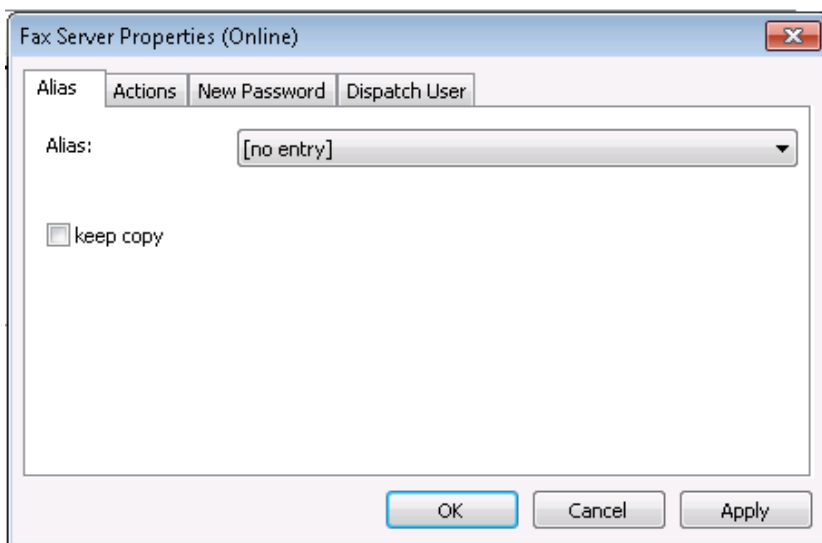 Fax Server Properties (Online)
Alias Actions New Password Dispatch User
Alias: [no entry]
keep copy
OK Cancel Apply